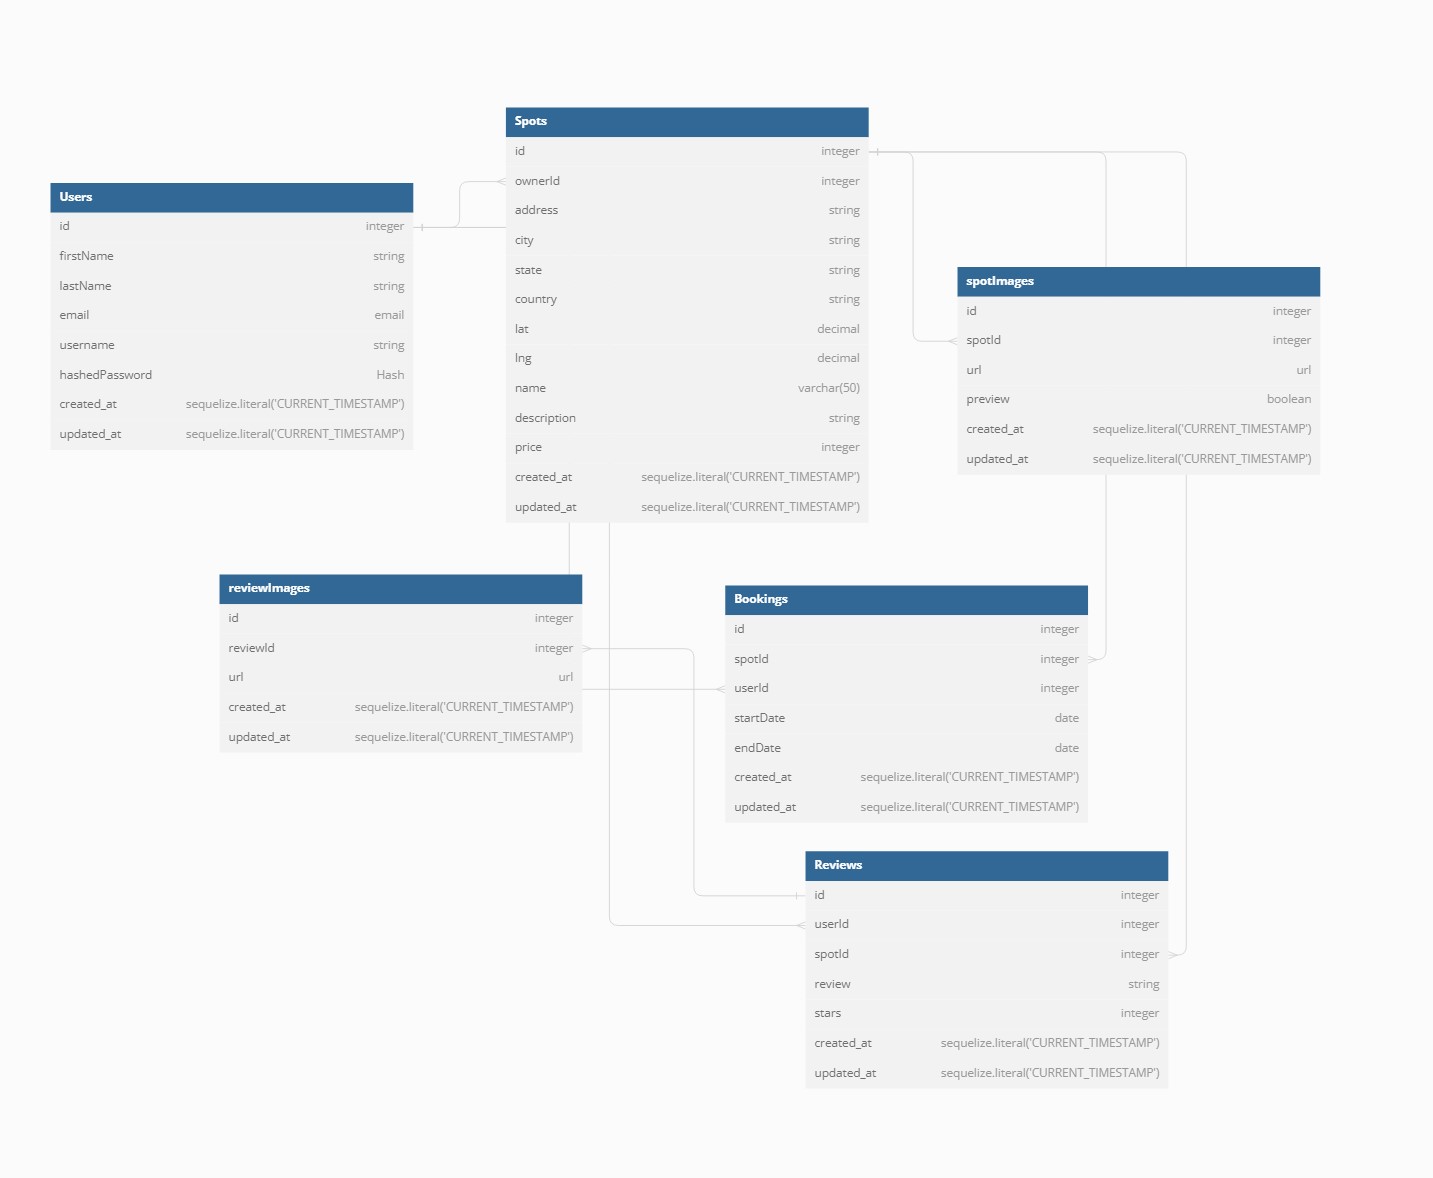 Spots
id integer
ownerId integer
address string
city string
state string
country string
lat decimal
lng decimal
name varchar(50)
description string
price integer
created_at sequelize.literal('CURRENT_TIMESTAMP')
updated_at sequelize.literal('CURRENT_TIMESTAMP')
Users
id integer
firstName string
lastName string
email email
username string
hashedPassword Hash
created_at sequelize.literal('CURRENT_TIMESTAMP')
updated_at sequelize.literal('CURRENT_TIMESTAMP')
spotImages
id integer
spotId integer
url url
preview boolean
created_at sequelize.literal('CURRENT_TIMESTAMP')
updated_at sequelize.literal('CURRENT_TIMESTAMP')
reviewImages
id integer
reviewId integer
url url
created_at sequelize.literal('CURRENT_TIMESTAMP')
updated_at sequelize.literal('CURRENT_TIMESTAMP')
Bookings
id integer
spotId integer
userId integer
startDate date
endDate date
created_at sequelize.literal('CURRENT_TIMESTAMP')
updated_at sequelize.literal('CURRENT_TIMESTAMP')
Reviews
id integer
userId integer
spotId integer
review string
stars integer
created_at sequelize.literal('CURRENT_TIMESTAMP')
updated_at sequelize.literal('CURRENT_TIMESTAMP')